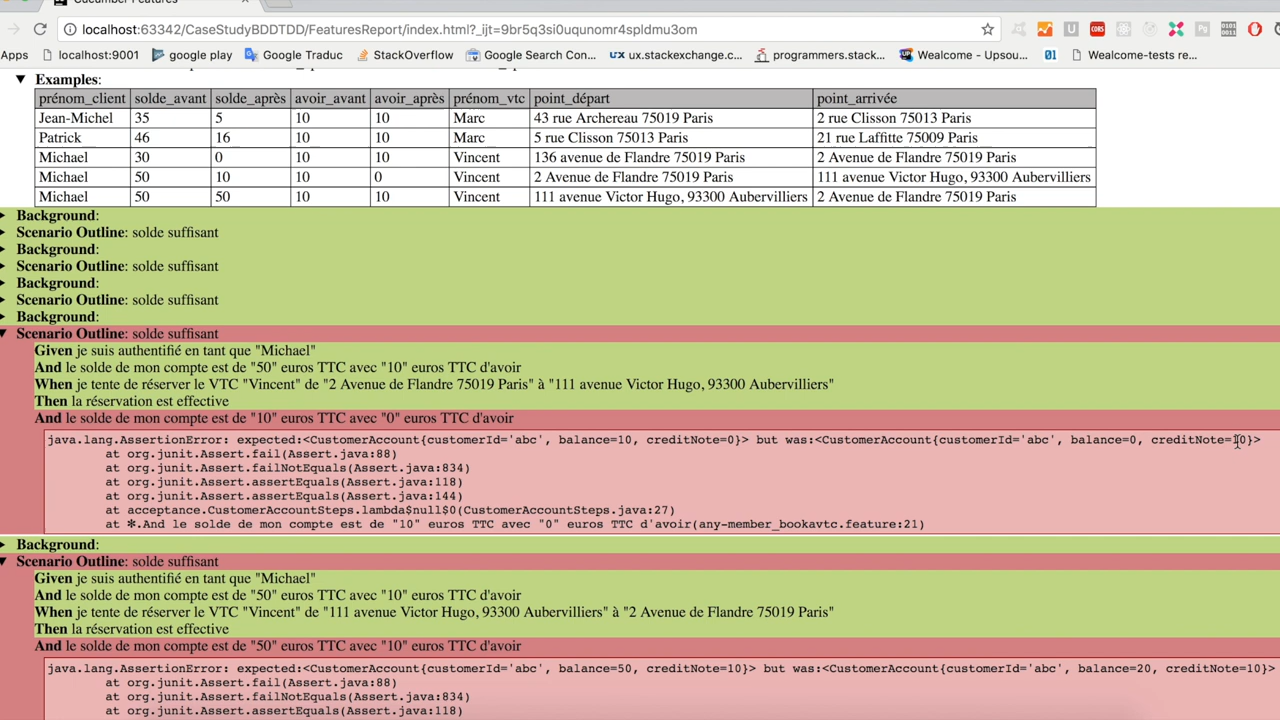 Cucumber Features
localhost:63342/CaseStudyBDDTDD/FeaturesReport/index.html?_ijt=9br5q3si0uqunomr4spldmu3om
Apps localhost:9001 google play Google Traduc StackOverflow Google Search Con... ux.stackexchange.c... programmers.stack... Wealcome - Upsou... Wealcome-tests re...
Examples:
prénom_client solde_avant solde_après avoir_avant avoir_après prénom_vtc point_départ point_arrivée
Jean-Michel 35 5 10 10 Marc 43 rue Archereau 75019 Paris 2 rue Clisson 75013 Paris
Patrick 46 16 10 10 Marc 5 rue Clisson 75013 Paris 21 rue Laffitte 75009 Paris
Michael 30 0 10 10 Vincent 136 avenue de Flandre 75019 Paris 2 Avenue de Flandre 75019 Paris
Michael 50 10 10 0 Vincent 2 Avenue de Flandre 75019 Paris 111 avenue Victor Hugo, 93300 Aubervilliers
Michael 50 50 10 10 Vincent 111 avenue Victor Hugo, 93300 Aubervilliers 2 Avenue de Flandre 75019 Paris
Background:
Scenario Outline: solde suffisant
Background:
Scenario Outline: solde suffisant
Background:
Scenario Outline: solde suffisant
Background:
Scenario Outline: solde suffisant
Given je suis authentifié en tant que "Michael"
And le solde de mon compte est de "50" euros TTC avec "10" euros TTC d'avoir
When je tente de réserver le VTC "Vincent" de "2 Avenue de Flandre 75019 Paris" à "111 avenue Victor Hugo, 93300 Aubervilliers"
Then la réservation est effective
And le solde de mon compte est de "10" euros TTC avec "0" euros TTC d'avoir
java.lang.AssertionError: expected:<CustomerAccount{customerId='abc', balance=10, creditNote=0}> but was:<CustomerAccount{customerId='abc', balance=0, creditNote=10}>
at org.junit.Assert.fail(Assert.java:88)
at org.junit.Assert.failNotEquals(Assert.java:834)
at org.junit.Assert.assertEquals(Assert.java:118)
at org.junit.Assert.assertEquals(Assert.java:144)
at acceptance.CustomerAccountSteps.lambda$null$0(CustomerAccountSteps.java:27)
at ✻.And le solde de mon compte est de "10" euros TTC avec "0" euros TTC d'avoir(any-member_bookavtc.feature:21)
Background:
Scenario Outline: solde suffisant
Given je suis authentifié en tant que "Michael"
And le solde de mon compte est de "50" euros TTC avec "10" euros TTC d'avoir
When je tente de réserver le VTC "Vincent" de "111 avenue Victor Hugo, 93300 Aubervilliers" à "2 Avenue de Flandre 75019 Paris"
Then la réservation est effective
And le solde de mon compte est de "50" euros TTC avec "10" euros TTC d'avoir
java.lang.AssertionError: expected:<CustomerAccount{customerId='abc', balance=50, creditNote=10}> but was:<CustomerAccount{customerId='abc', balance=20, creditNote=10}>
at org.junit.Assert.fail(Assert.java:88)
at org.junit.Assert.failNotEquals(Assert.java:834)
at org.junit.Assert.assertEquals(Assert.java:118)